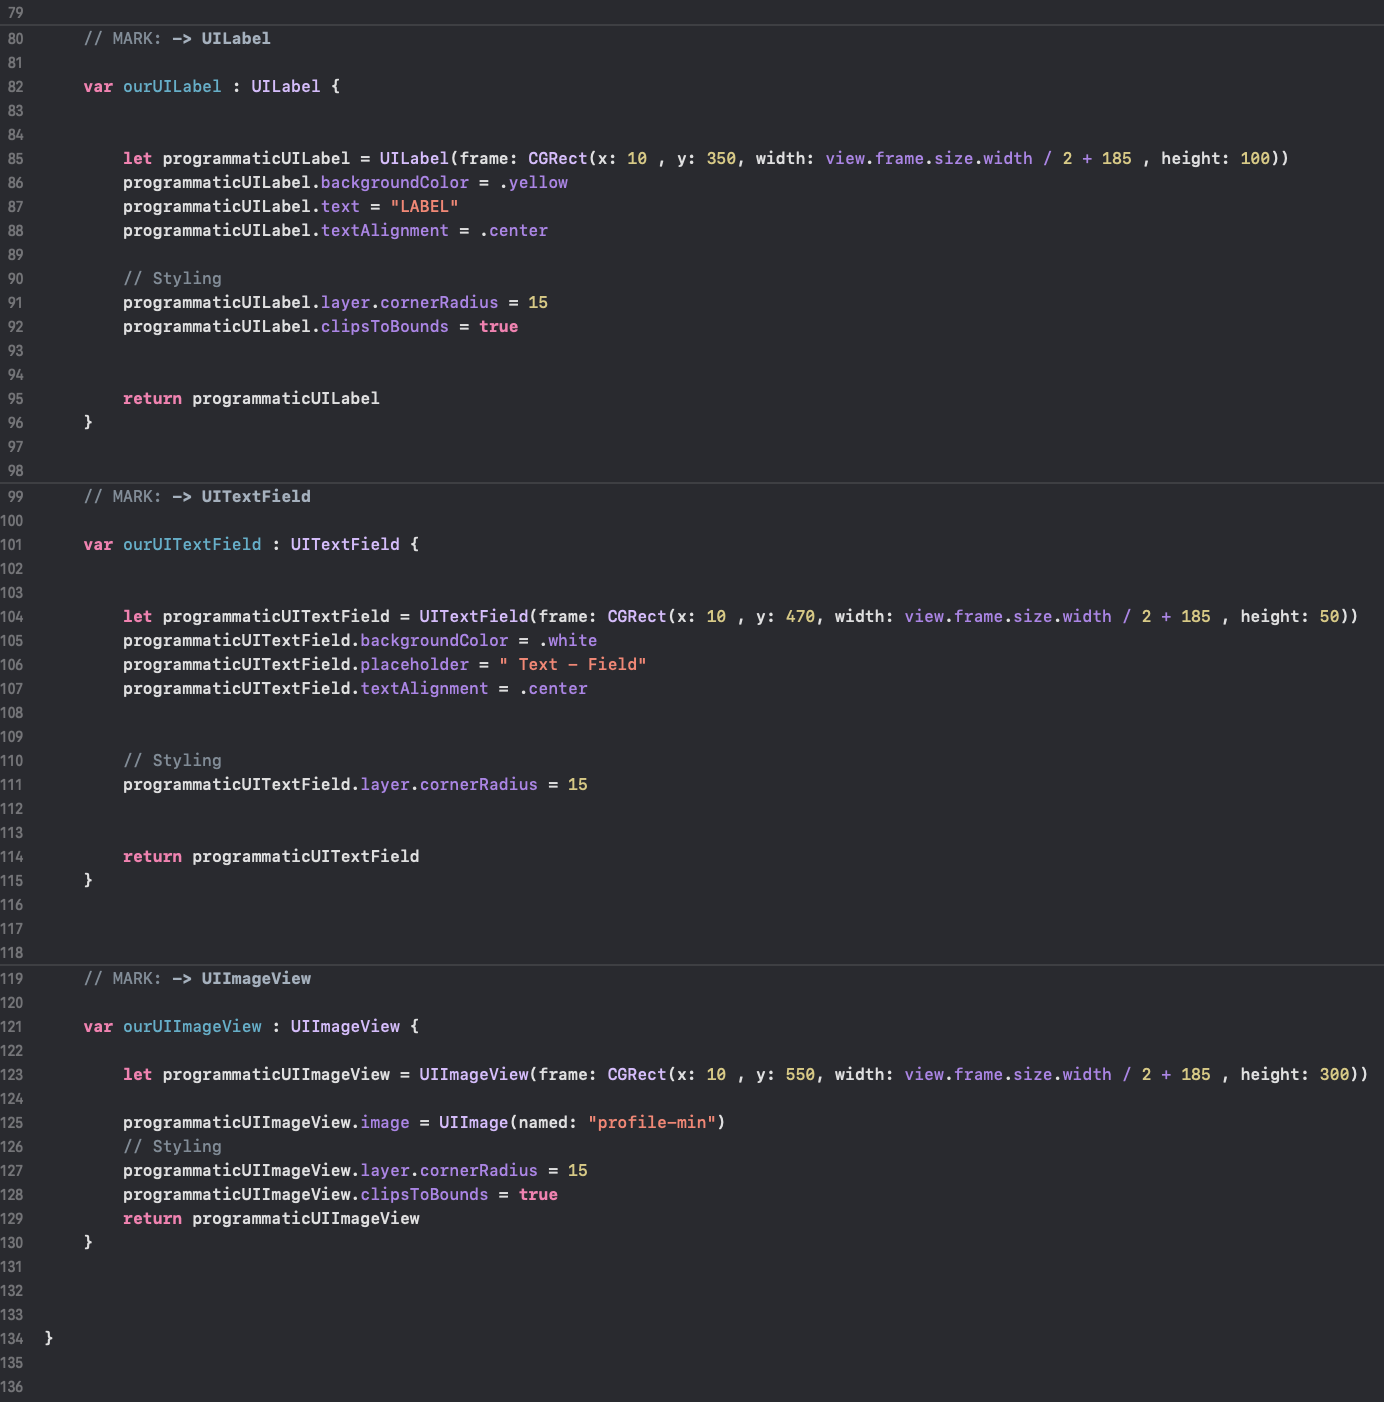 79
80 // MARK: -> UILabel
81
82 var ourUILabel : UILabel {
83
84
85 let programmaticUILabel = UILabel(frame: CGRect(x: 10 , y: 350, width: view.frame.size.width / 2 + 185 , height: 100))
86 programmaticUILabel.backgroundColor = .yellow
87 programmaticUILabel.text = "LABEL"
88 programmaticUILabel.textAlignment = .center
89
90 // Styling
91 programmaticUILabel.layer.cornerRadius = 15
92 programmaticUILabel.clipsToBounds = true
93
94
95 return programmaticUILabel
96 }
97
98
99 // MARK: -> UITextField
100
101 var ourUITextField : UITextField {
102
103
104 let programmaticUITextField = UITextField(frame: CGRect(x: 10 , y: 470, width: view.frame.size.width / 2 + 185 , height: 50))
105 programmaticUITextField.backgroundColor = .white
106 programmaticUITextField.placeholder = " Text - Field"
107 programmaticUITextField.textAlignment = .center
108
109
110 // Styling
111 programmaticUITextField.layer.cornerRadius = 15
112
113
114 return programmaticUITextField
115 }
116
117
118
119 // MARK: -> UIImageView
120
121 var ourUIImageView : UIImageView {
122
123 let programmaticUIImageView = UIImageView(frame: CGRect(x: 10 , y: 550, width: view.frame.size.width / 2 + 185 , height: 300))
124
125 programmaticUIImageView.image = UIImage(named: "profile-min")
126 // Styling
127 programmaticUIImageView.layer.cornerRadius = 15
128 programmaticUIImageView.clipsToBounds = true
129 return programmaticUIImageView
130 }
131
132
133
134 }
135
136